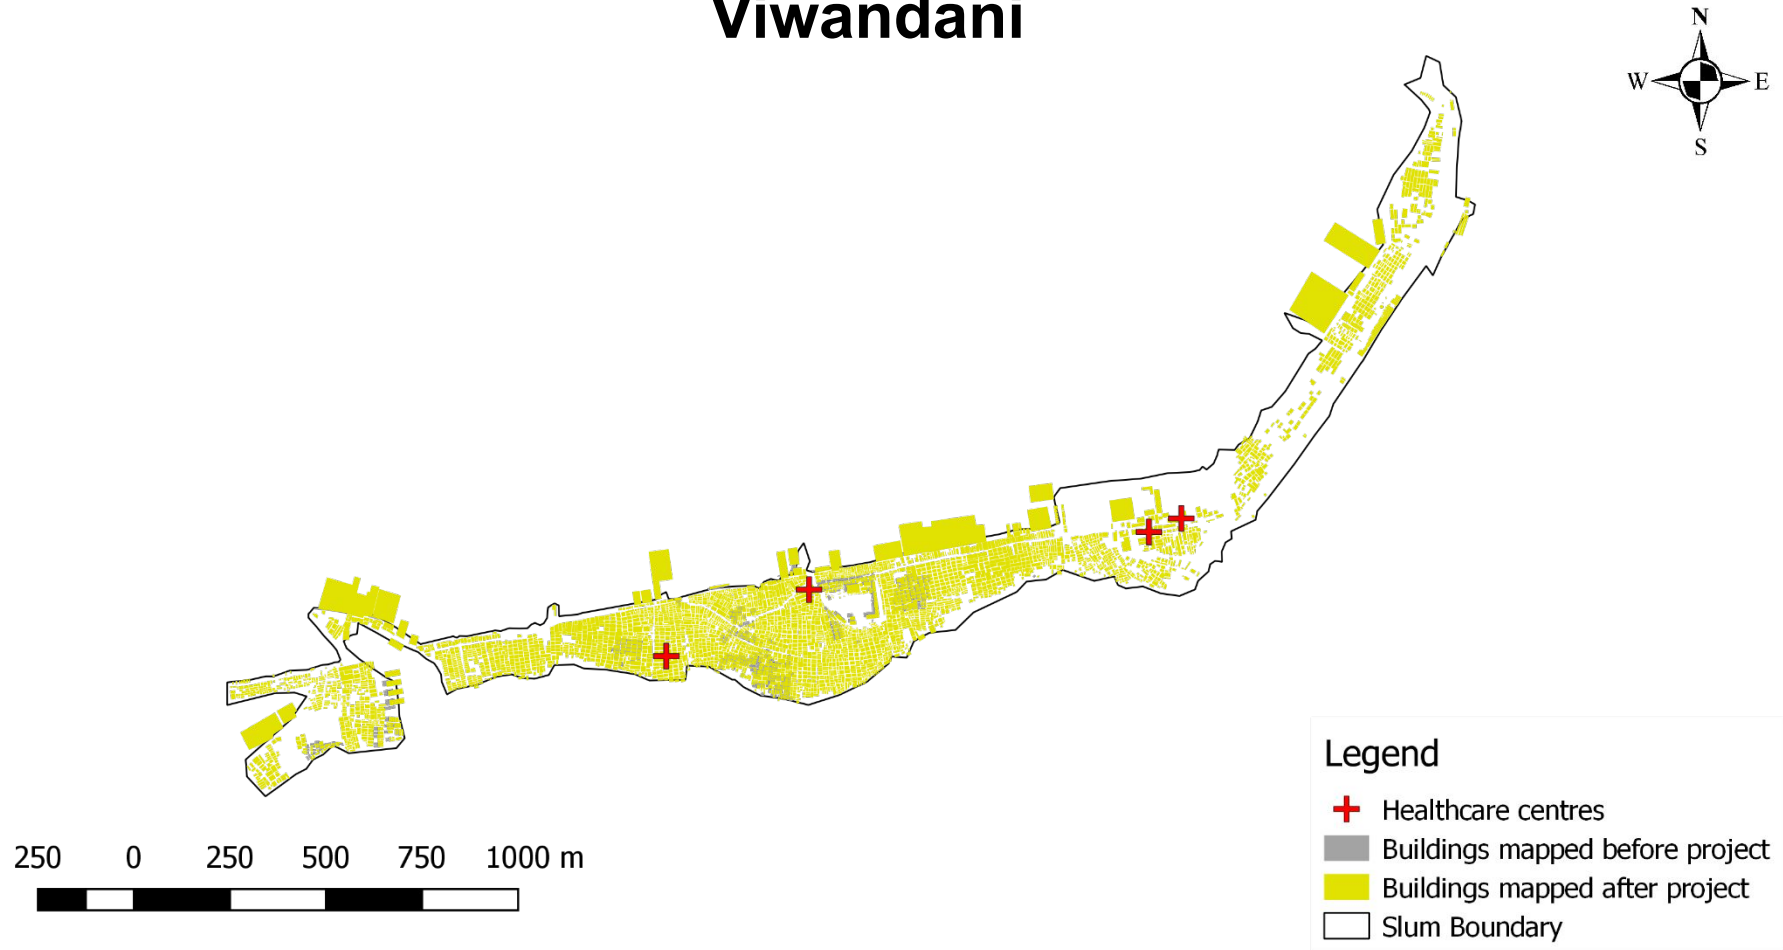 Viwandani
N
W E
S
Legend
Healthcare centres
Buildings mapped before project
Buildings mapped after project
Slum Boundary
250 0 250 500 750 1000 m